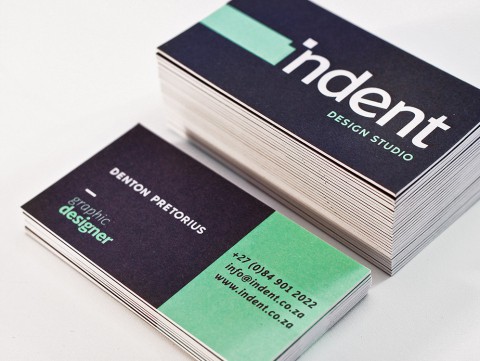 indent
DESIGN STUDIO
DENTON PRETORIUS
graphic
designer
+27 (0)84 901 2022
info@indent.co.za
www.indent.co.za